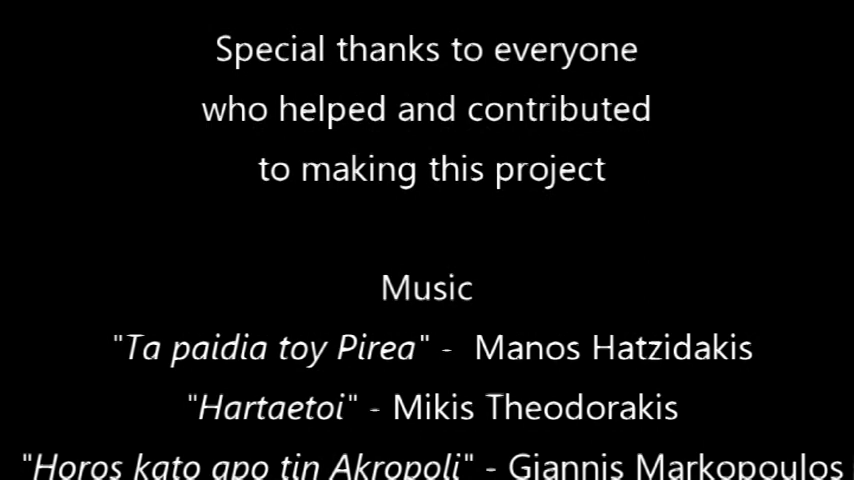 Special thanks to everyone
who helped and contributed
to making this project
Music
"Ta paidia toy Pirea" - Manos Hatzidakis
"Hartaetoi" - Mikis Theodorakis
"Horos kato apo tin Akropoli" - Giannis Markopoulos